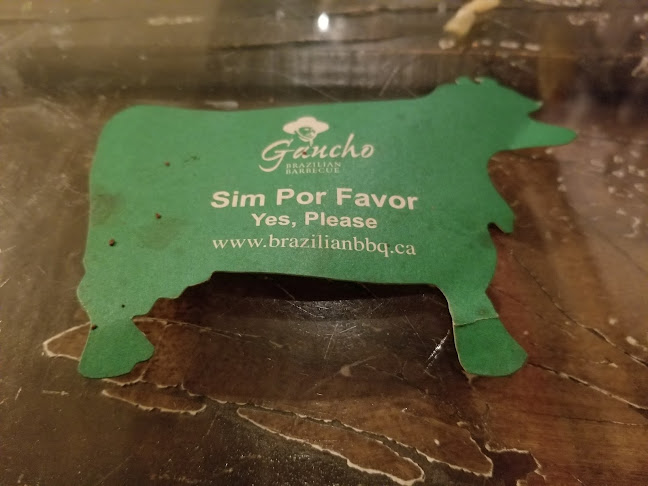 Gaucho
BRAZILIAN
BARBECUE
Sim Por Favor
Yes, Please
www.brazilianbbq.ca